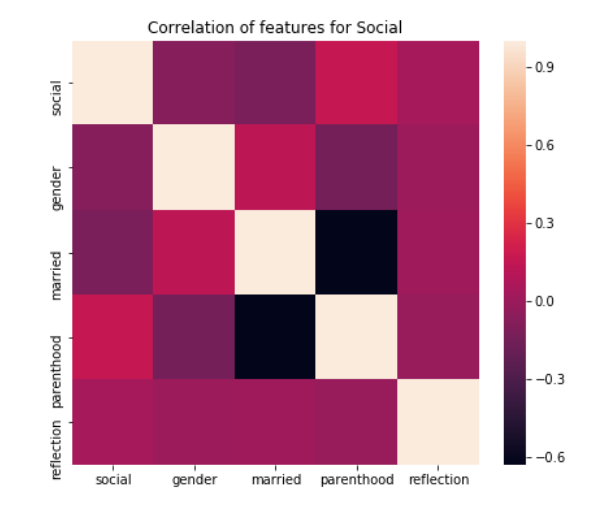 Correlation of features for Social
social
gender
married
parenthood
reflection
social gender married parenthood reflection
0.9
0.6
0.3
0.0
−0.3
−0.6